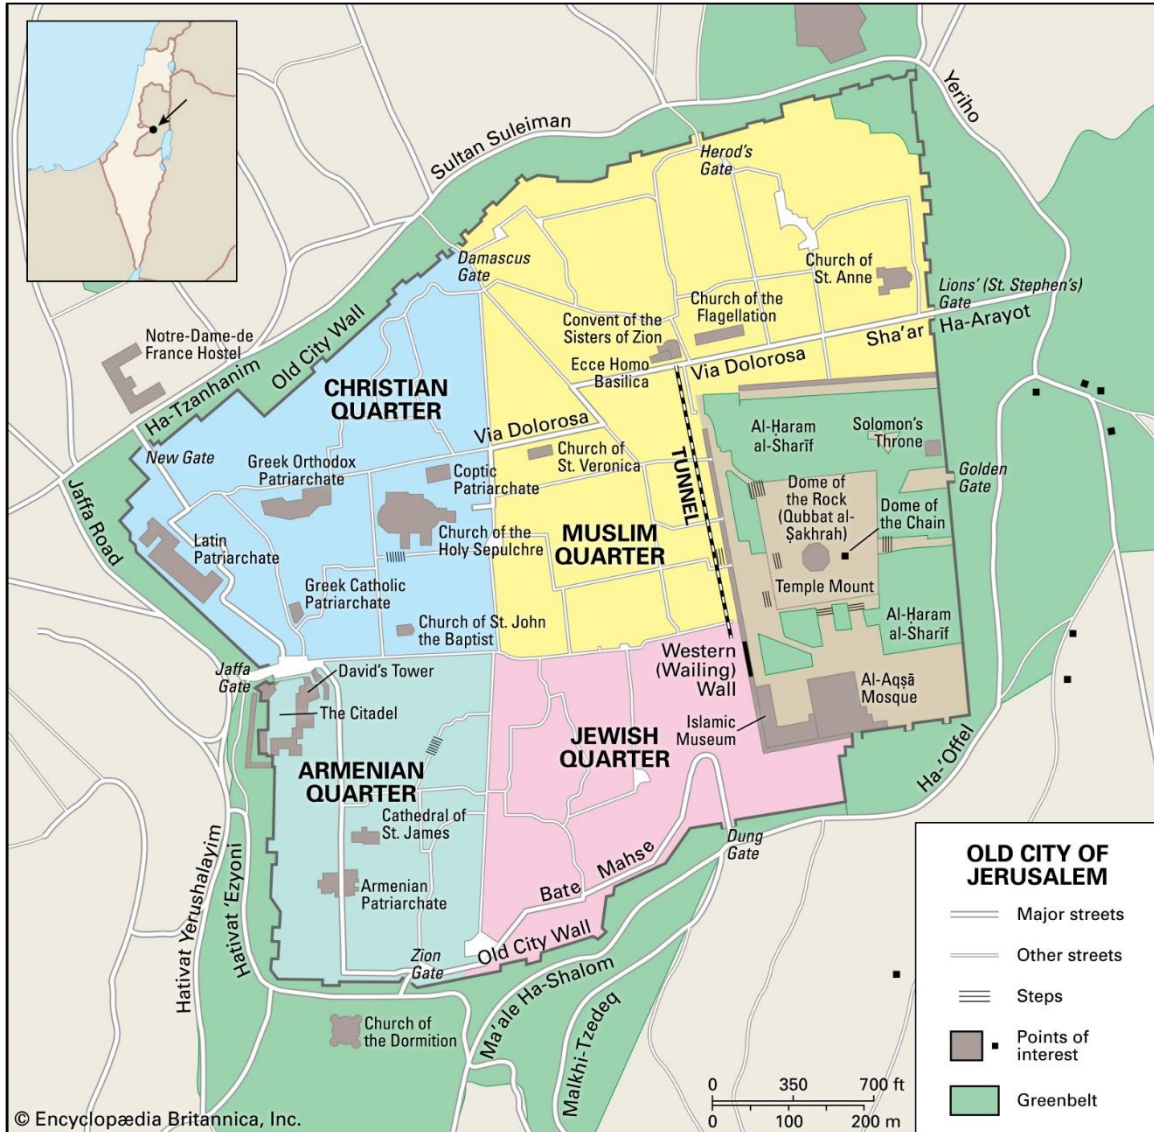 Sultan Suleiman
Yeriho
Herod's
Gate
Damascus
Gate
Church of
St. Anne
Lions' (St. Stephen's)
Gate
Church of the
Flagellation
Convent of the
Sisters of Zion
Ecce Homo
Basilica
Sha'ar
Ha-Arayot
Via Dolorosa
Notre-Dame-de
France Hostel
Ha-Tzanhanim
Old City Wall
CHRISTIAN
QUARTER
Via Dolorosa
New Gate
Greek Orthodox
Patriarchate
Coptic
Patriarchate
Church of
St. Veronica
TUNNEL
Al-Ḥaram
al-Sharīf
Solomon's
Throne
Golden
Gate
Dome of
the Rock
(Qubbat al-
Ṣakhrah)
Dome of
the Chain
Jaffa Road
Latin
Patriarchate
Church of the
Holy Sepulchre
MUSLIM
QUARTER
Temple Mount
Greek Catholic
Patriarchate
Church of St. John
the Baptist
Al-Ḥaram
al-Sharīf
Jaffa
Gate
David's Tower
The Citadel
Western
(Wailing)
Wall
Al-Aqṣā
Mosque
Islamic
Museum
JEWISH
QUARTER
ARMENIAN
QUARTER
Ha-'Offel
Cathedral of
St. James
Armenian
Patriarchate
Bate Mahse
Dung
Gate
Hativat Yerushalayim
Hativat 'Ezyoni
Zion
Gate
Old City Wall
Ma'ale Ha-Shalom
Malkhi-Tzedeq
Church of
the Dormition
OLD CITY OF
JERUSALEM
Major streets
Other streets
Steps
Points of
interest
Greenbelt
0 350 700 ft
0 100 200 m
© Encyclopædia Britannica, Inc.